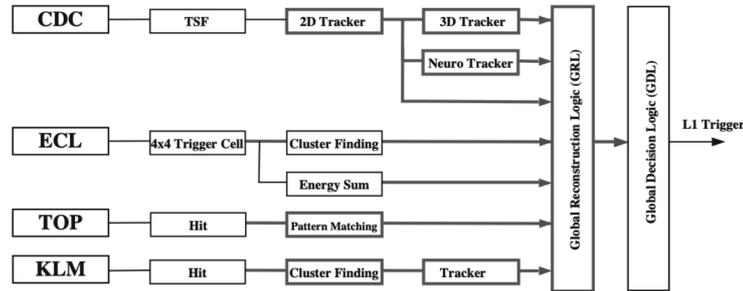 CDC
TSF
2D Tracker
3D Tracker
Neuro Tracker
ECL
4x4 Trigger Cell
Cluster Finding
Energy Sum
TOP
Hit
Pattern Matching
KLM
Hit
Cluster Finding
Tracker
Global Reconstruction Logic (GRL)
Global Decision Logic (GDL)
L1 Trigger